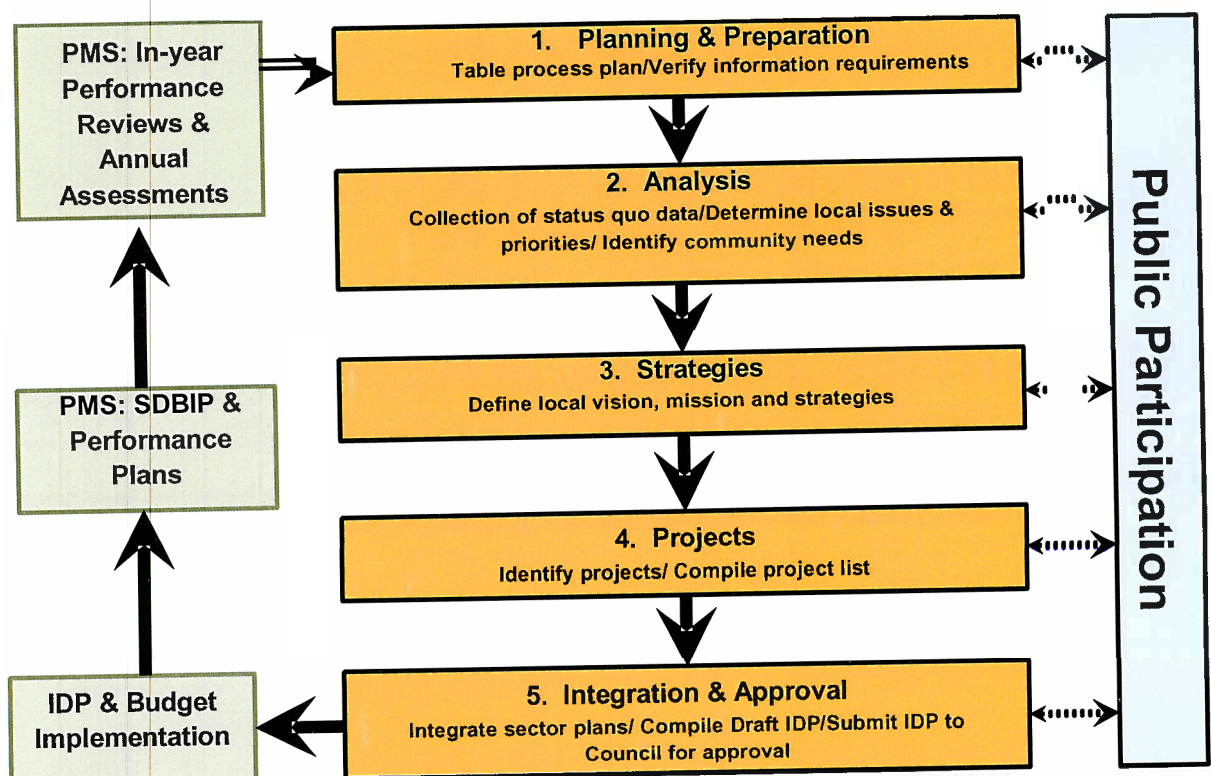 PMS: In-year
Performance
Reviews &
Annual
Assessments
1. Planning & Preparation
Table process plan/Verify information requirements
2. Analysis
Collection of status quo data/Determine local issues &
priorities/ Identify community needs
3. Strategies
Define local vision, mission and strategies
PMS: SDBIP &
Performance
Plans
4. Projects
Identify projects/ Compile project list
5. Integration & Approval
Integrate sector plans/ Compile Draft IDP/Submit IDP to
Council for approval
IDP & Budget
Implementation
Public Participation